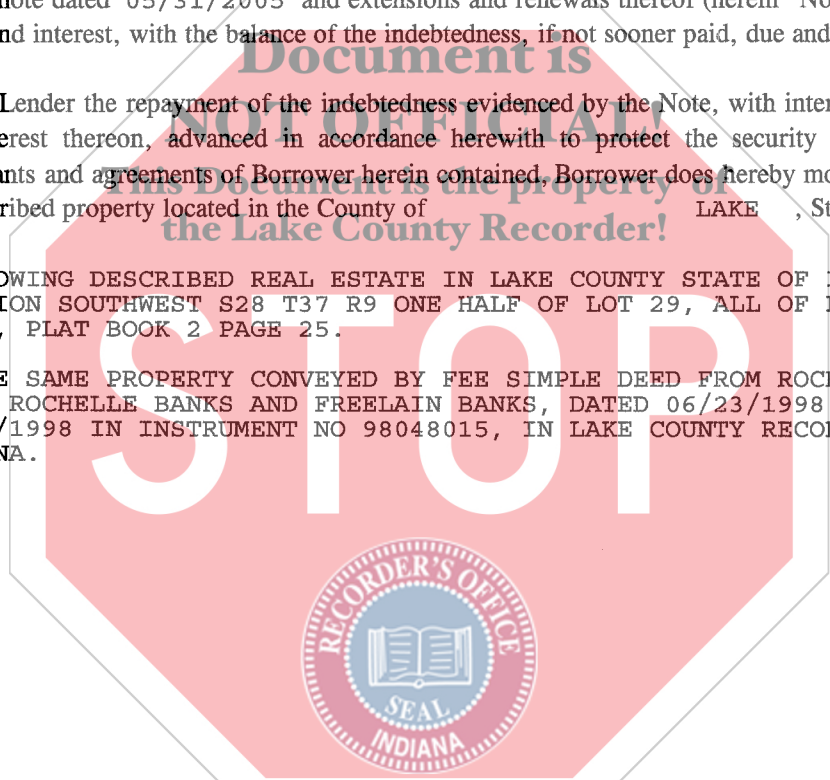 note dated 05/31/2005 and extensions and renewals thereof (herein "No
nd interest, with the balance of the indebtedness, if not sooner paid, due and
Document is
Lender the repayment of the indebtedness evidenced by the Note, with inter
NOT OFFICIAL!
erest thereon, advanced in accordance herewith to protect the security
This Document is the property of
nts and agreements of Borrower herein contained, Borrower does hereby mo
ribed property located in the County of LAKE , St
the Lake County Recorder!
OWING DESCRIBED REAL ESTATE IN LAKE COUNTY STATE OF I
ION SOUTHWEST S28 T37 R9 ONE HALF OF LOT 29, ALL OF L
, PLAT BOOK 2 PAGE 25.
E SAME PROPERTY CONVEYED BY FEE SIMPLE DEED FROM ROCH
ROCHELLE BANKS AND FREELAIN BANKS, DATED 06/23/1998
/1998 IN INSTRUMENT NO 98048015, IN LAKE COUNTY RECO
NA.
STOP
RECORDER'S OFFICE
SEAL
INDIANA